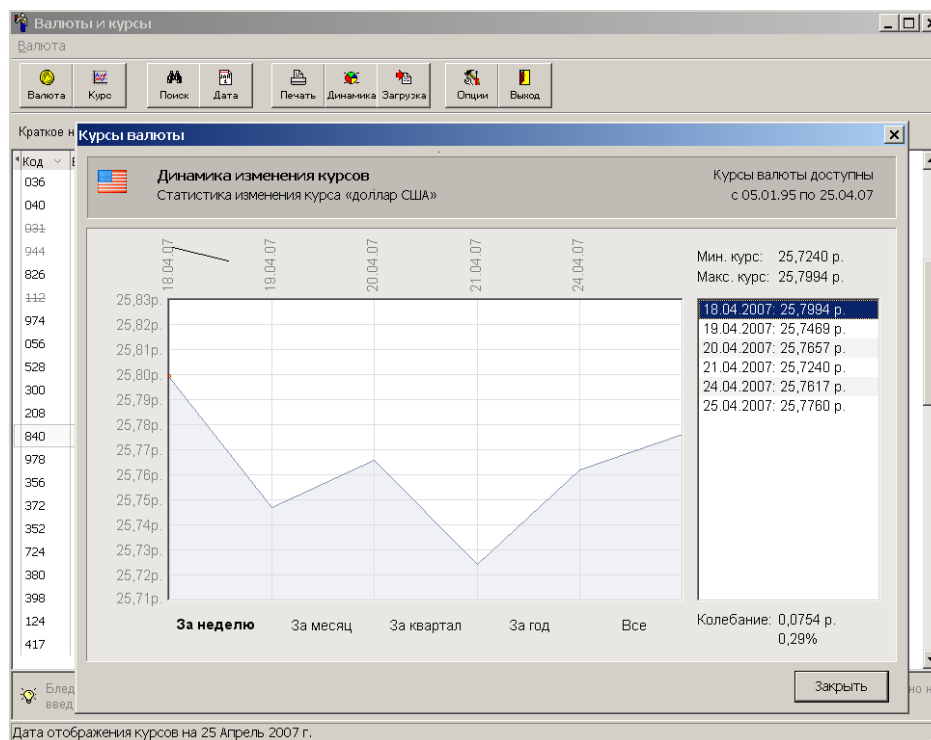 Валюты и курсы
Валюта
Валюта Курс Поиск Дата Печать Динамика Загрузка Опции Выход
Краткое н
Курсы валюты
* Код
Динамика изменения курсов
Статистика изменения курса «доллар США»
Курсы валюты доступны
с 05.01.95 по 25.04.07
036
040
931
944
826
112
974
056
528
300
208
840
978
356
372
352
724
380
398
124
417
18.04.07 19.04.07 20.04.07 21.04.07 24.04.07
25,83р.
25,82р.
25,81р.
25,80р.
25,79р.
25,78р.
25,77р.
25,76р.
25,75р.
25,74р.
25,73р.
25,72р.
25,71р.
За неделю За месяц За квартал За год Все
Мин. курс: 25,7240 р.
Макс. курс: 25,7994 р.
18.04.2007: 25,7994 р.
19.04.2007: 25,7469 р.
20.04.2007: 25,7657 р.
21.04.2007: 25,7240 р.
24.04.2007: 25,7617 р.
25.04.2007: 25,7760 р.
Колебание: 0,0754 р.
0,29%
Закрыть
Блед
введ
но н
Дата отображения курсов на 25 Апрель 2007 г.